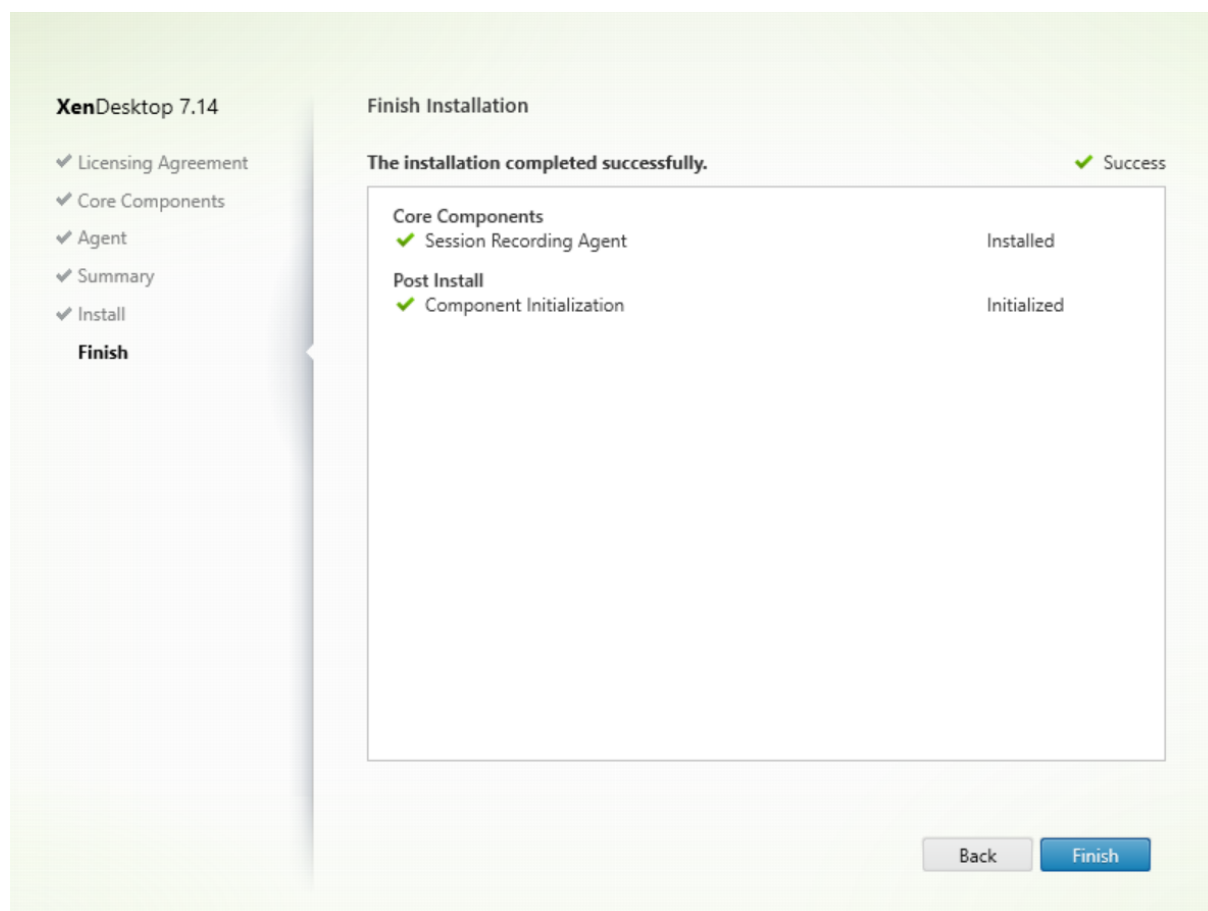 XenDesktop 7.14
Licensing Agreement
Core Components
Agent
Summary
Install
Finish
Finish Installation
The installation completed successfully.
Success
Core Components
Session Recording Agent Installed
Post Install
Component Initialization Initialized
Back Finish